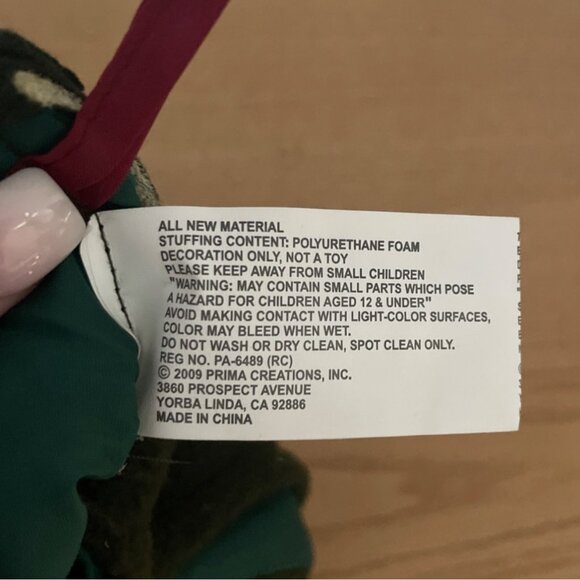 ALL NEW MATERIAL
STUFFING CONTENT: POLYURETHANE FOAM
DECORATION ONLY, NOT A TOY
PLEASE KEEP AWAY FROM SMALL CHILDREN
"WARNING: MAY CONTAIN SMALL PARTS WHICH POSE
A HAZARD FOR CHILDREN AGED 12 & UNDER"
AVOID MAKING CONTACT WITH LIGHT-COLOR SURFACES,
COLOR MAY BLEED WHEN WET.
DO NOT WASH OR DRY CLEAN, SPOT CLEAN ONLY.
REG NO. PA-6489 (RC)
© 2009 PRIMA CREATIONS, INC.
3860 PROSPECT AVENUE
YORBA LINDA, CA 92886
MADE IN CHINA